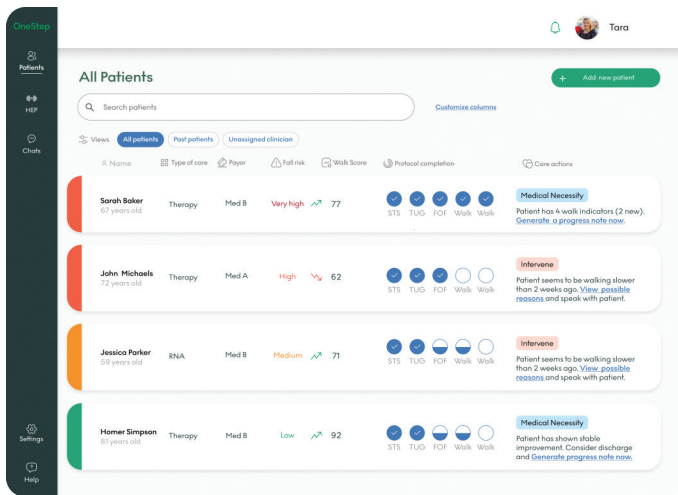 OneStep
Tara
Patients
All Patients
+ Add new patient
HEP
Search patients
Customize columns
Chats
Views All patients Past patients Unassigned clinician
Name Type of care Payor Fall risk Walk Score Protocol completion Care actions
Sarah Baker
67 years old
Therapy
Med B
Very high
77
STS TUG FOF Walk Walk
Medical Necessity
Patient has 4 walk indicators (2 new).
Generate a progress note now.
John Michaels
72 years old
Therapy
Med A
High
62
STS TUG FOF Walk Walk
Intervene
Patient seems to be walking slower
than 2 weeks ago. View possible
reasons and speak with patient.
Jessica Parker
59 years old
RNA
Med B
Medium
71
STS TUG FOF Walk Walk
Intervene
Patient seems to be walking slower
than 2 weeks ago. View possible
reasons and speak with patient.
Homer Simpson
81 years old
Therapy
Med B
Low
92
STS TUG FOF Walk Walk
Medical Necessity
Patient has shown stable
improvement. Consider discharge
and Generate progress note now.
Settings
Help